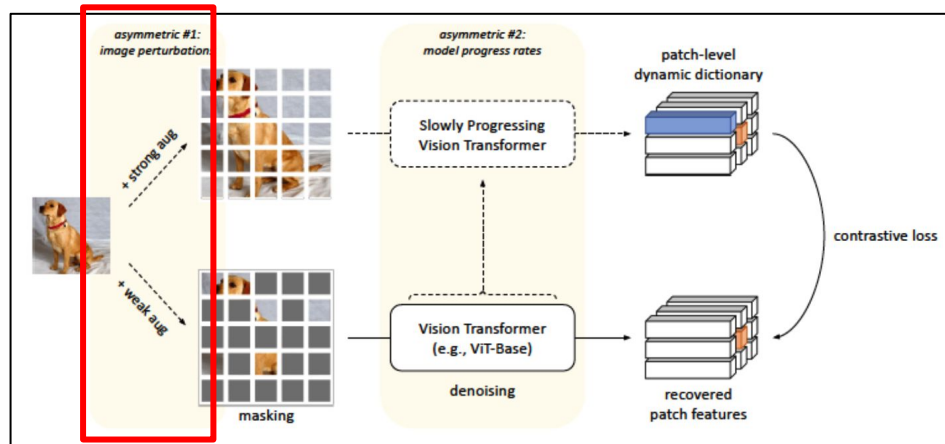 asymmetric #1:
image perturbations
asymmetric #2:
model progress rates
patch-level
dynamic dictionary
+ strong aug
Slowly Progressing
Vision Transformer
contrastive loss
+ weak aug
Vision Transformer
(e.g., ViT-Base)
masking
denoising
recovered
patch features